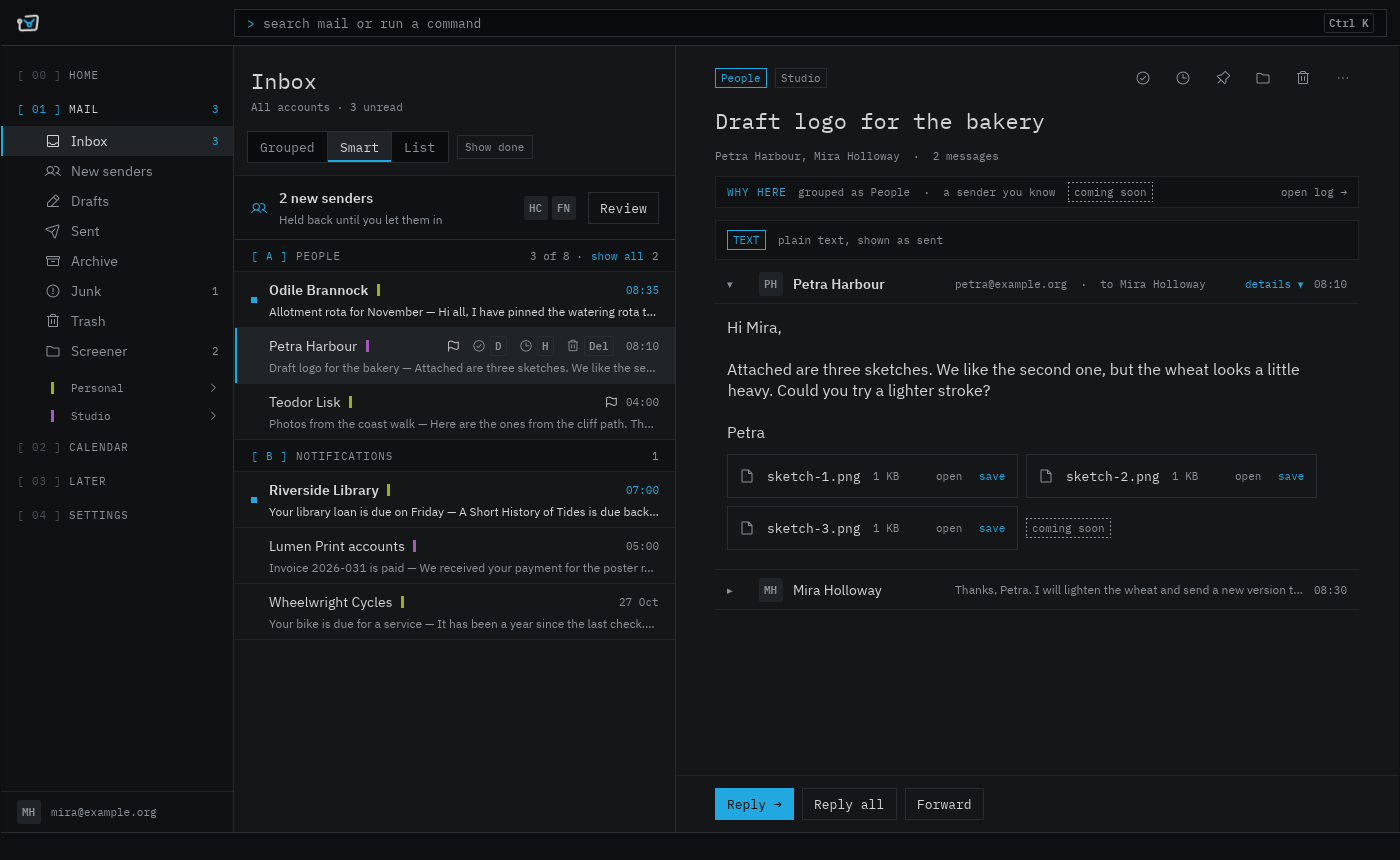 > search mail or run a command Ctrl K
[ 00 ] HOME
[ 01 ] MAIL 3
Inbox 3
New senders
Drafts
Sent
Archive
Junk 1
Trash
Screener 2
Personal
Studio
[ 02 ] CALENDAR
[ 03 ] LATER
[ 04 ] SETTINGS
MH mira@example.org
Inbox
All accounts · 3 unread
Grouped Smart List Show done
2 new senders
Held back until you let them in
HC FN Review
[ A ] PEOPLE 3 of 8 · show all 2
Odile Brannock 08:35
Allotment rota for November — Hi all, I have pinned the watering rota t…
Petra Harbour D H Del 08:10
Draft logo for the bakery — Attached are three sketches. We like the se…
Teodor Lisk 04:00
Photos from the coast walk — Here are the ones from the cliff path. Th…
[ B ] NOTIFICATIONS 1
Riverside Library 07:00
Your library loan is due on Friday — A Short History of Tides is due back…
Lumen Print accounts 05:00
Invoice 2026-031 is paid — We received your payment for the poster r…
Wheelwright Cycles 27 Oct
Your bike is due for a service — It has been a year since the last check.…
People Studio
Draft logo for the bakery
Petra Harbour, Mira Holloway · 2 messages
WHY HERE grouped as People · a sender you know coming soon open log →
TEXT plain text, shown as sent
▾ PH Petra Harbour petra@example.org · to Mira Holloway details ▾ 08:10
Hi Mira,
Attached are three sketches. We like the second one, but the wheat looks a little
heavy. Could you try a lighter stroke?
Petra
sketch-1.png 1 KB open save
sketch-2.png 1 KB open save
sketch-3.png 1 KB open save
coming soon
▸ MH Mira Holloway Thanks, Petra. I will lighten the wheat and send a new version t… 08:30
Reply → Reply all Forward